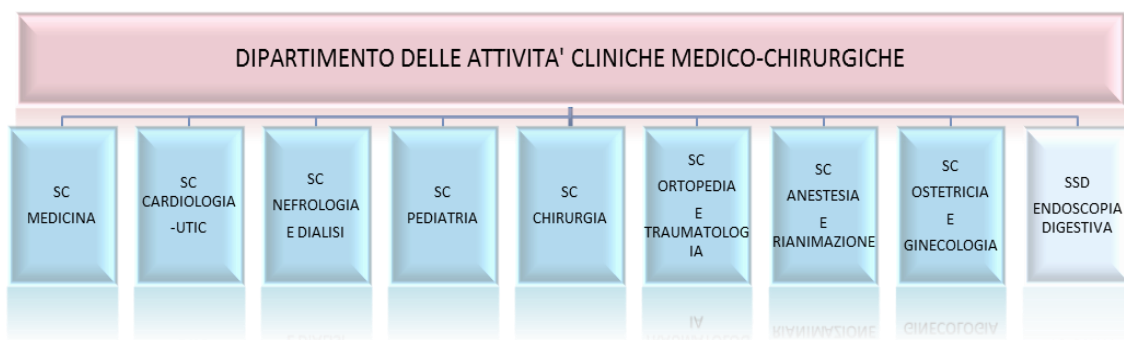 DIPARTIMENTO DELLE ATTIVITA' CLINICHE MEDICO-CHIRURGICHE
SC
MEDICINA
SC
CARDIOLOGIA
-UTIC
SC
NEFROLOGIA
E DIALISI
SC
PEDIATRIA
SC
CHIRURGIA
SC
ORTOPEDIA
E
TRAUMATOLOG
IA
SC
ANESTESIA
E
RIANIMAZIONE
SC
OSTETRICIA
E
GINECOLOGIA
SSD
ENDOSCOPIA
DIGESTIVA